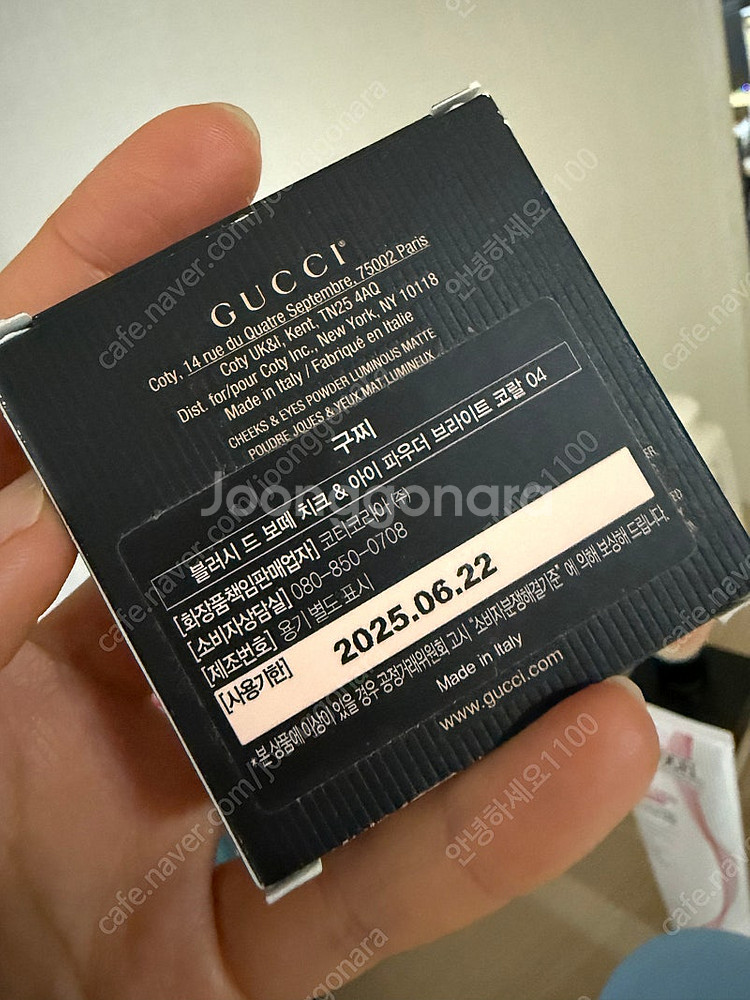 GUCCI®
Coty, 14 rue du Quatre Septembre, 75002 Paris
Coty UK&I, Kent, TN25 4AQ
Dist. for/pour Coty Inc., New York, NY 10118
Made in Italy / Fabriqué en Italie
CHEEKS & EYES POWDER LUMINOUS MATTE
POUDRE JOUES & YEUX MAT LUMINEUX
구찌
블러시 드 보떼 치크 & 아이 파우더 브라이트 코랄 04
[화장품책임판매업자] 코티코리아 (주)
[소비자상담실] 080-850-0708
[제조번호] 용기 별도 표시
[사용기한] 2025.06.22
*본 상품에 이상이 있을 경우 공정거래위원회 고시 "소비자분쟁해결기준" 에 의해 보상해 드립니다.
Made in Italy
www.gucci.com
Joonggonara
cafe.naver.com/joonggonara
안녕하세요1100